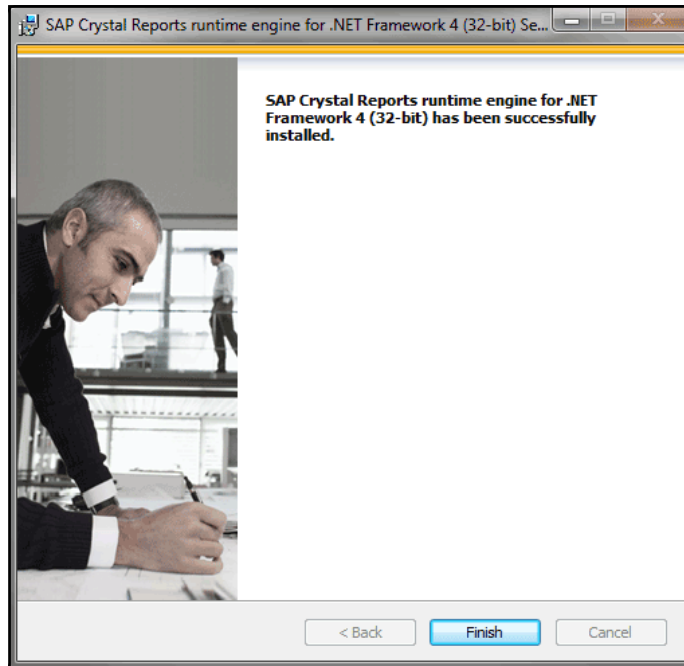 SAP Crystal Reports runtime engine for .NET Framework 4 (32-bit) Se...
SAP Crystal Reports runtime engine for .NET
Framework 4 (32-bit) has been successfully
installed.
< Back
Finish
Cancel